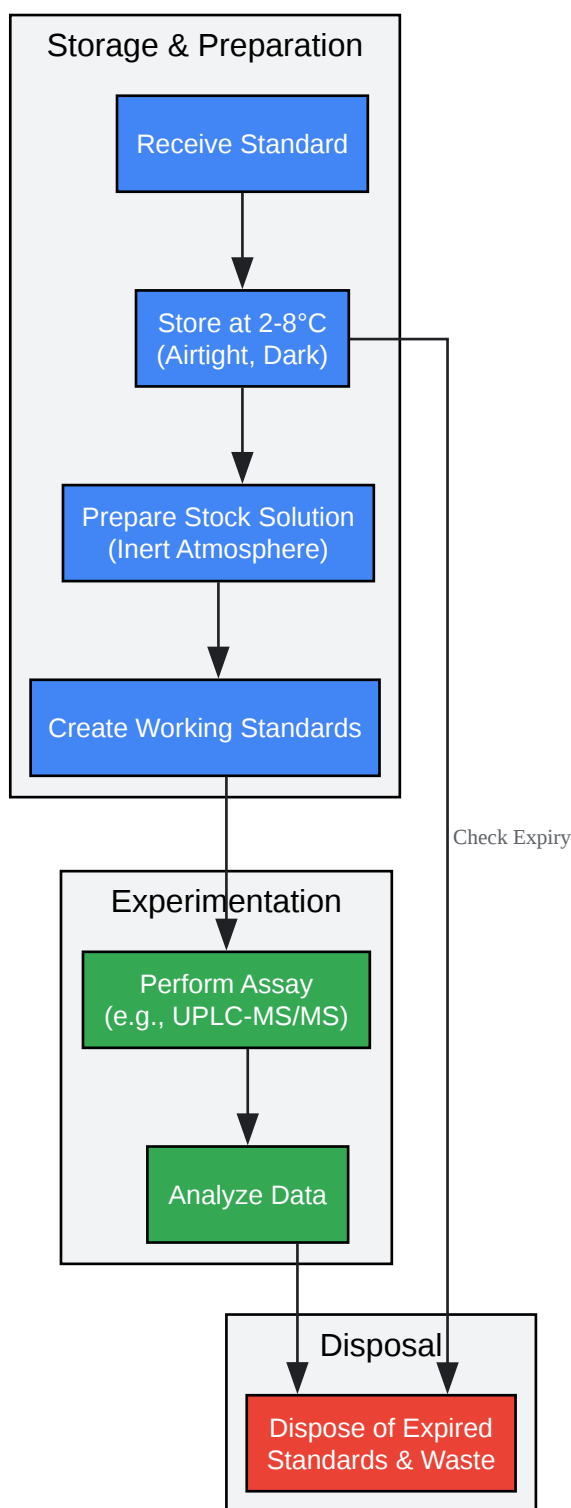 Storage & Preparation
Receive Standard
Store at 2-8°C
(Airtight, Dark)
Prepare Stock Solution
(Inert Atmosphere)
Create Working Standards
Check Expiry
Experimentation
Perform Assay
(e.g., UPLC-MS/MS)
Analyze Data
Disposal
Dispose of Expired
Standards & Waste